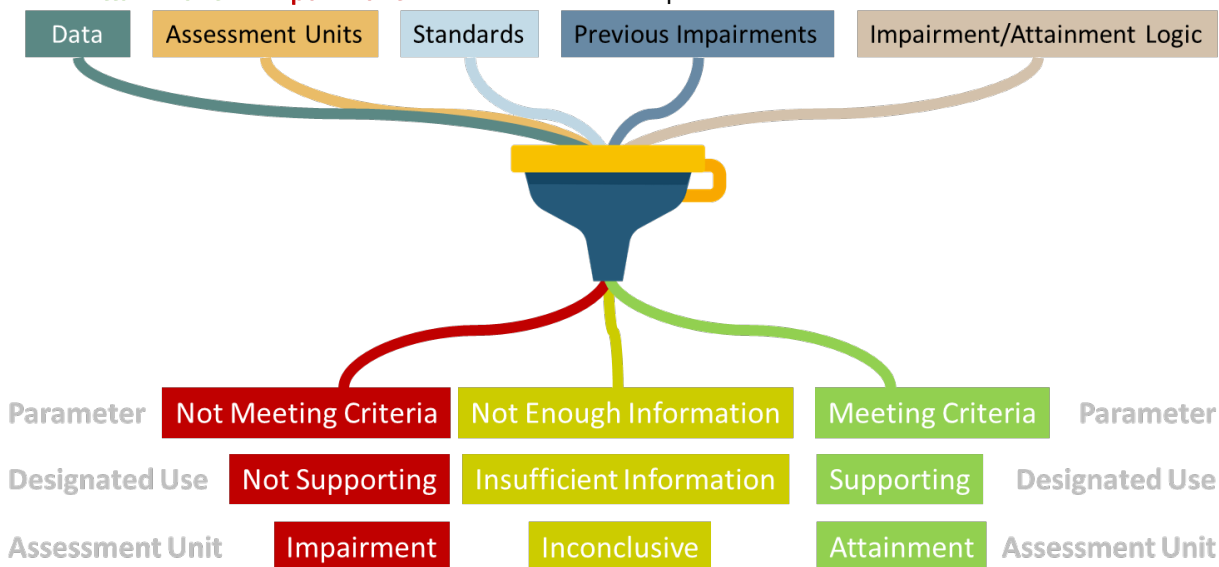 Data Assessment Units Standards Previous Impairments Impairment/Attainment Logic
Parameter Not Meeting Criteria Not Enough Information Meeting Criteria Parameter
Designated Use Not Supporting Insufficient Information Supporting Designated Use
Assessment Unit Impairment Inconclusive Attainment Assessment Unit